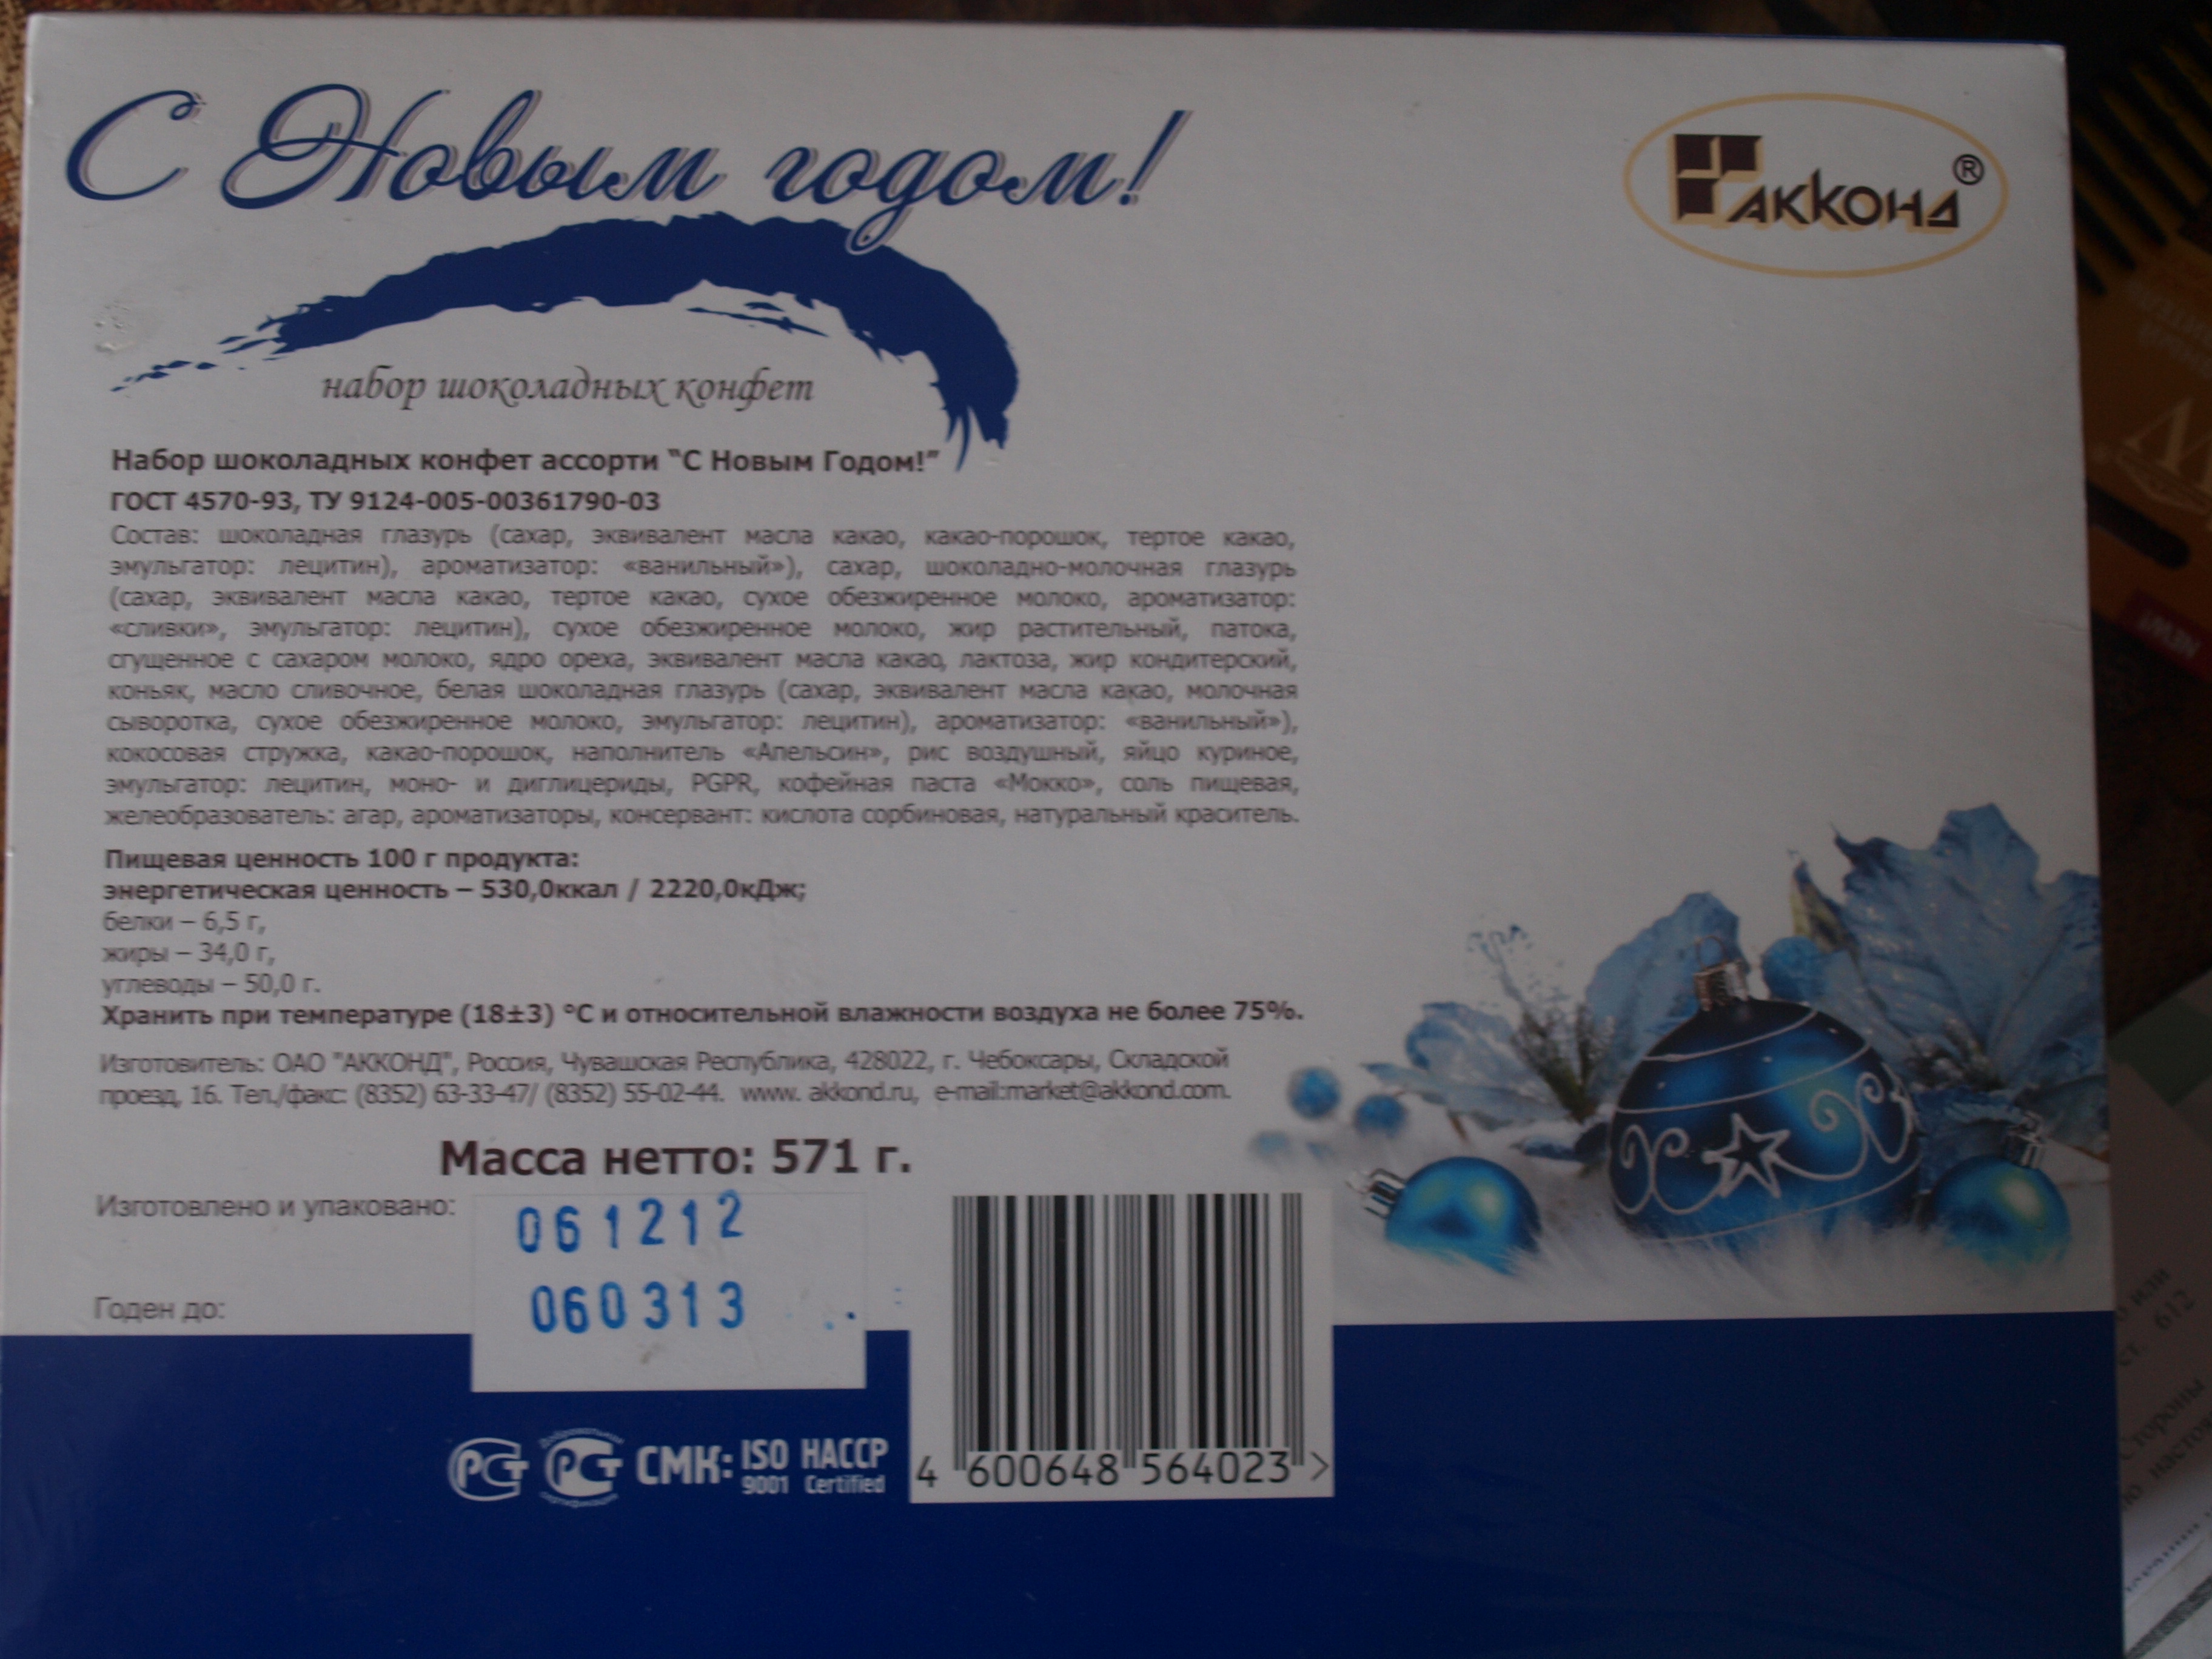 С Новым годом!
акконд®
набор шоколадных конфет
Набор шоколадных конфет ассорти "С Новым Годом!"
ГОСТ 4570-93, ТУ 9124-005-00361790-03
Состав: шоколадная глазурь (сахар, эквивалент масла какао, какао-порошок, тертое какао,
эмульгатор: лецитин), ароматизатор: «ванильный»), сахар, шоколадно-молочная глазурь
(сахар, эквивалент масла какао, тертое какао, сухое обезжиренное молоко, ароматизатор:
«сливки», эмульгатор: лецитин), сухое обезжиренное молоко, жир растительный, патока,
сгущенное с сахаром молоко, ядро ореха, эквивалент масла какао, лактоза, жир кондитерский,
коньяк, масло сливочное, белая шоколадная глазурь (сахар, эквивалент масла какао, молочная
сыворотка, сухое обезжиренное молоко, эмульгатор: лецитин), ароматизатор: «ванильный»),
кокосовая стружка, какао-порошок, наполнитель «Апельсин», рис воздушный, яйцо куриное,
эмульгатор: лецитин, моно- и диглицериды, PGPR, кофейная паста «Мокко», соль пищевая,
желеобразователь: агар, ароматизаторы, консервант: кислота сорбиновая, натуральный краситель.
Пищевая ценность 100 г продукта:
энергетическая ценность – 530,0ккал / 2220,0кДж;
белки – 6,5 г,
жиры – 34,0 г,
углеводы – 50,0 г.
Хранить при температуре (18±3) °С и относительной влажности воздуха не более 75%.
Изготовитель: ОАО "АККОНД", Россия, Чувашская Республика, 428022, г. Чебоксары, Складской
проезд, 16. Тел./факс: (8352) 63-33-47/ (8352) 55-02-44. www. akkond.ru, e-mail:market@akkond.com.
Масса нетто: 571 г.
Изготовлено и упаковано: 061212
Годен до: 060313
РСТ Добровольная РСТ сертификация СМК: ISO 9001 HACCP Certified
4 600648 564023 >
или
ст. 612
стороны